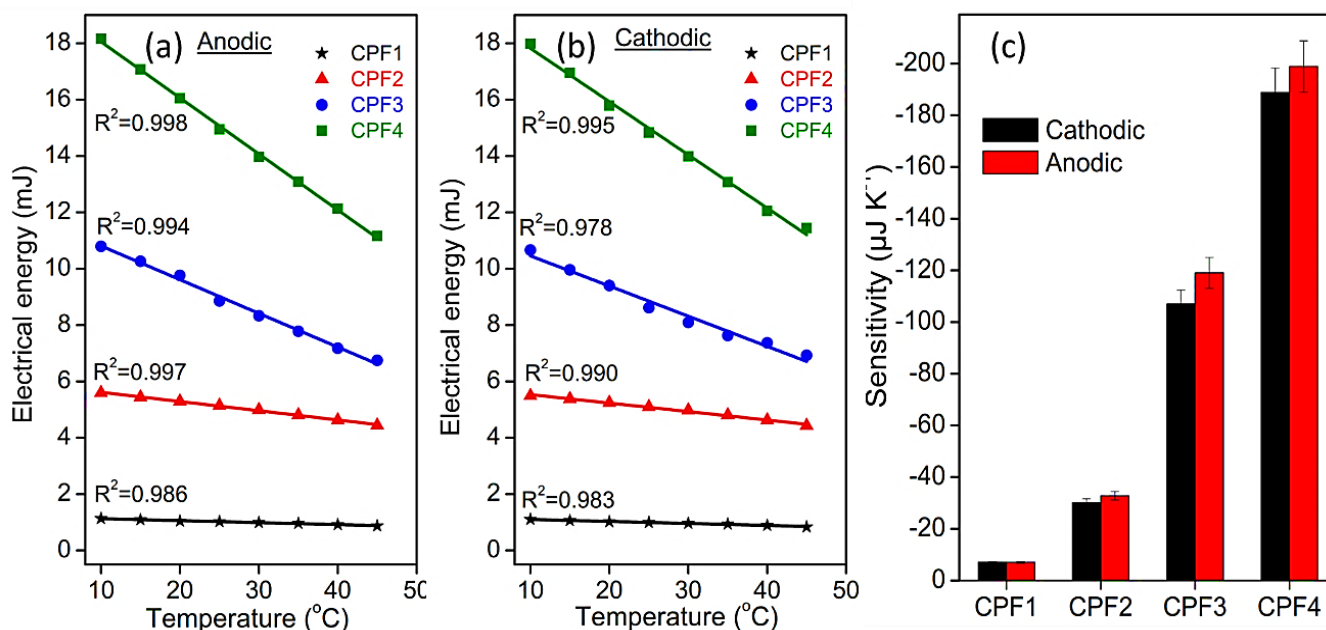 (a) Anodic
CPF1
CPF2
CPF3
CPF4
R²=0.998
R²=0.994
R²=0.997
R²=0.986
18
16
14
12
10
8
6
4
2
0
Electrical energy (mJ)
10 20 30 40 50
Temperature (°C)
(b) Cathodic
CPF1
CPF2
CPF3
CPF4
R²=0.995
R²=0.978
R²=0.990
R²=0.983
18
16
14
12
10
8
6
4
2
0
Electrical energy (mJ)
10 20 30 40 50
Temperature (°C)
(c)
Cathodic
Anodic
-200
-180
-160
-140
-120
-100
-80
-60
-40
-20
0
Sensitivity (µJ K
CPF1 CPF2 CPF3 CPF4